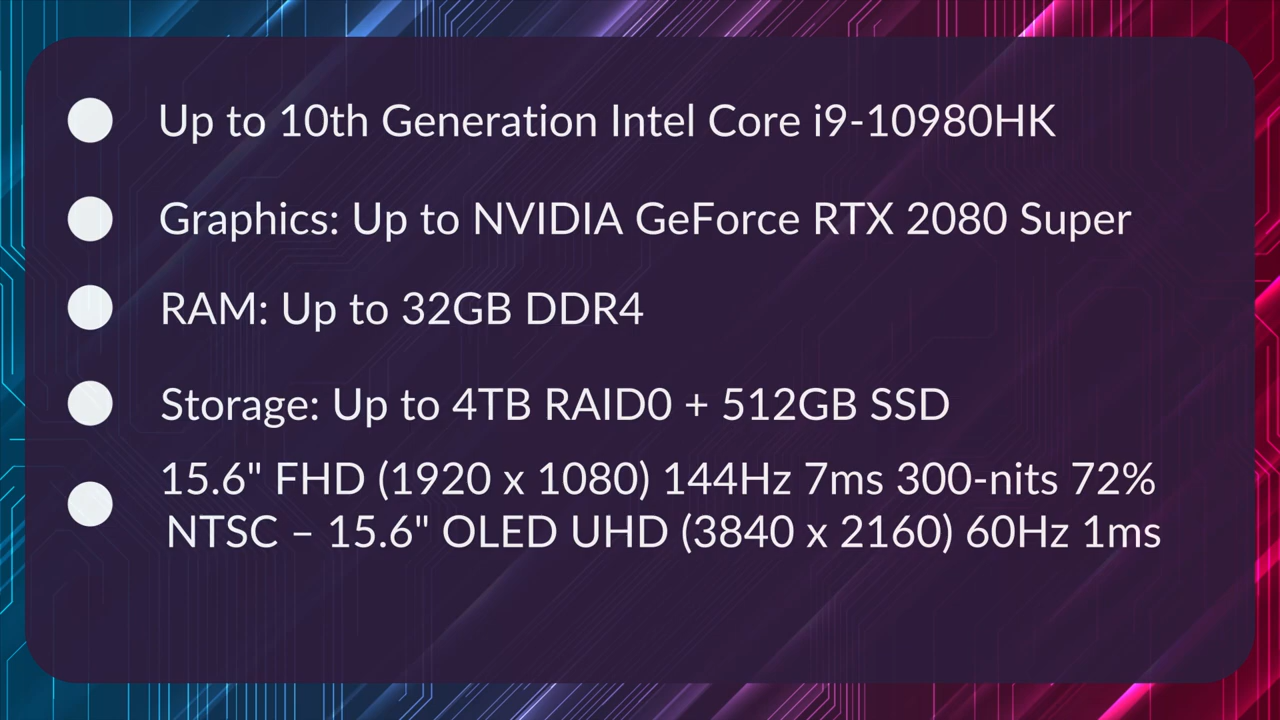 Up to 10th Generation Intel Core i9-10980HK
Graphics: Up to NVIDIA GeForce RTX 2080 Super
RAM: Up to 32GB DDR4
Storage: Up to 4TB RAID0 + 512GB SSD
15.6" FHD (1920 x 1080) 144Hz 7ms 300-nits 72%
NTSC – 15.6" OLED UHD (3840 x 2160) 60Hz 1ms